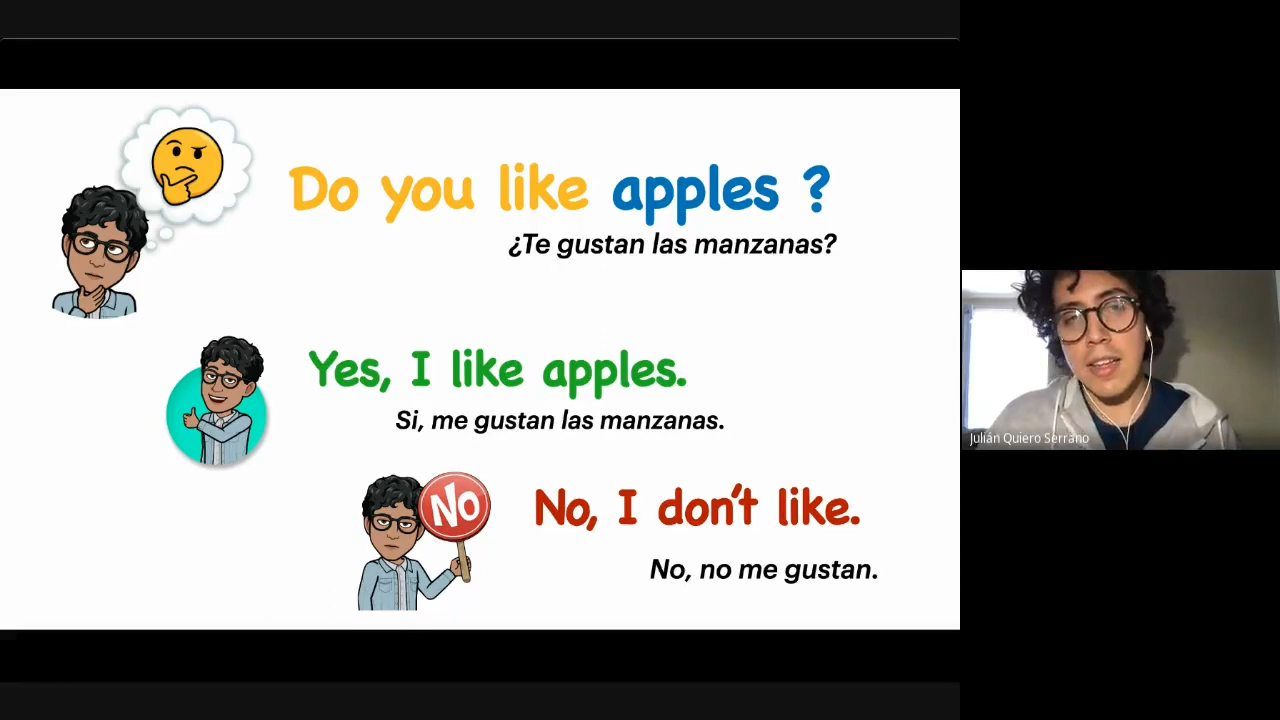 Do you like apples ?
¿Te gustan las manzanas?
Yes, I like apples.
Si, me gustan las manzanas.
NO
No, I don't like.
No, no me gustan.
Julián Quiero Serrano